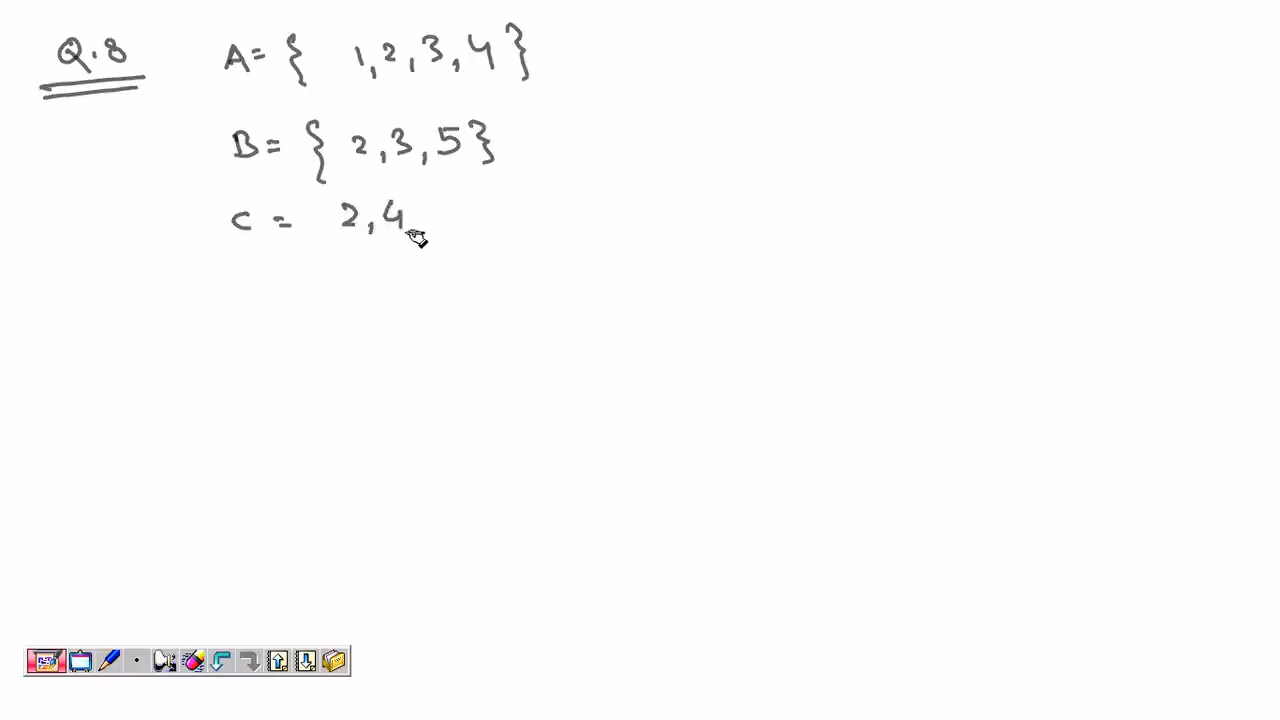 Q.8 A= { 1,2,3,4 }
B= { 2,3,5 }
C = 2,4